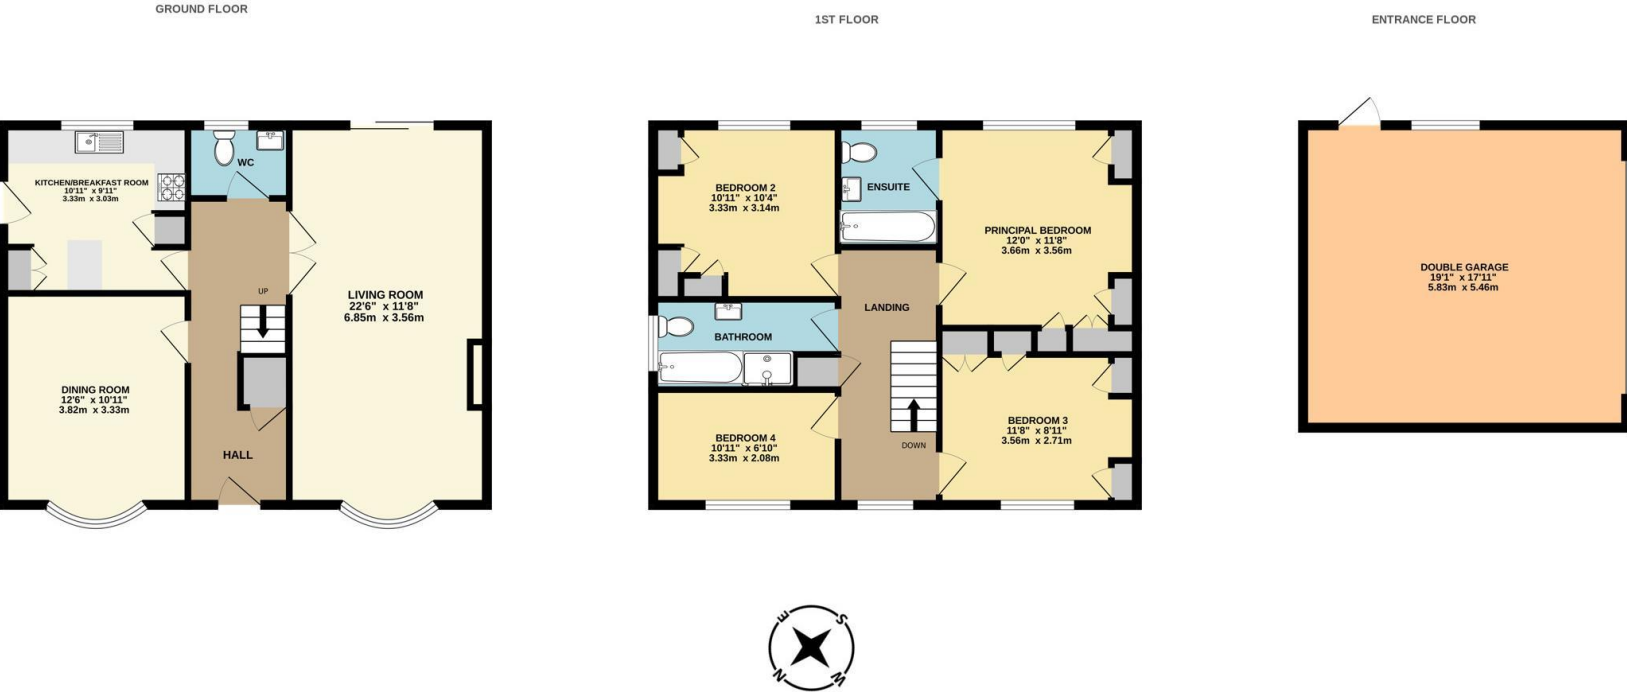 GROUND FLOOR
1ST FLOOR
ENTRANCE FLOOR
KITCHEN/BREAKFAST ROOM
10'11" x 9'11"
3.33m x 3.03m
WC
UP
LIVING ROOM
22'6" x 11'8"
6.85m x 3.56m
DINING ROOM
12'6" x 10'11"
3.82m x 3.33m
HALL
BEDROOM 2
10'11" x 10'4"
3.33m x 3.14m
ENSUITE
PRINCIPAL BEDROOM
12'0" x 11'8"
3.66m x 3.56m
LANDING
BATHROOM
BEDROOM 4
10'11" x 6'10"
3.33m x 2.08m
DOWN
BEDROOM 3
11'8" x 8'11"
3.56m x 2.71m
DOUBLE GARAGE
19'1" x 17'11"
5.83m x 5.46m
E
S
N
W